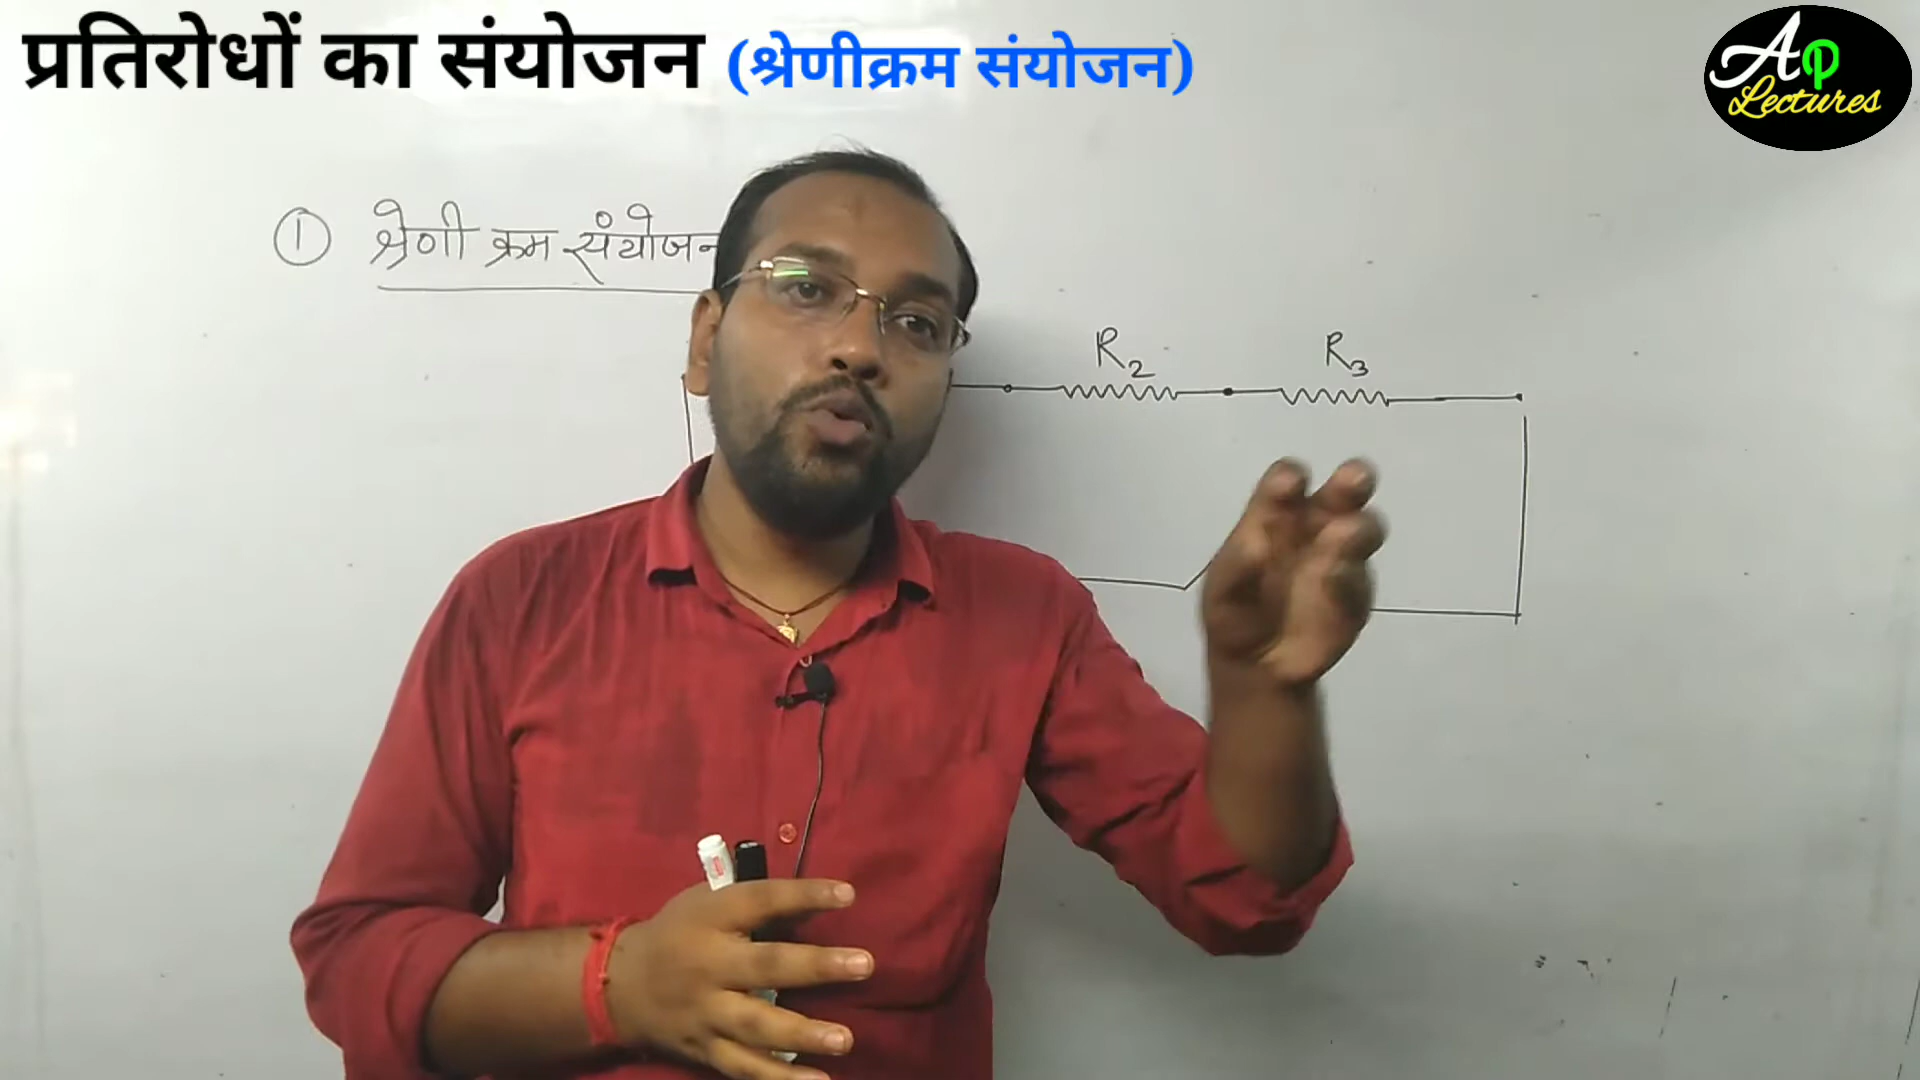 प्रतिरोधों का संयोजन (श्रेणीक्रम संयोजन)
Ap
Lectures
① श्रेणी क्रम संयोजन
R₂ R₃